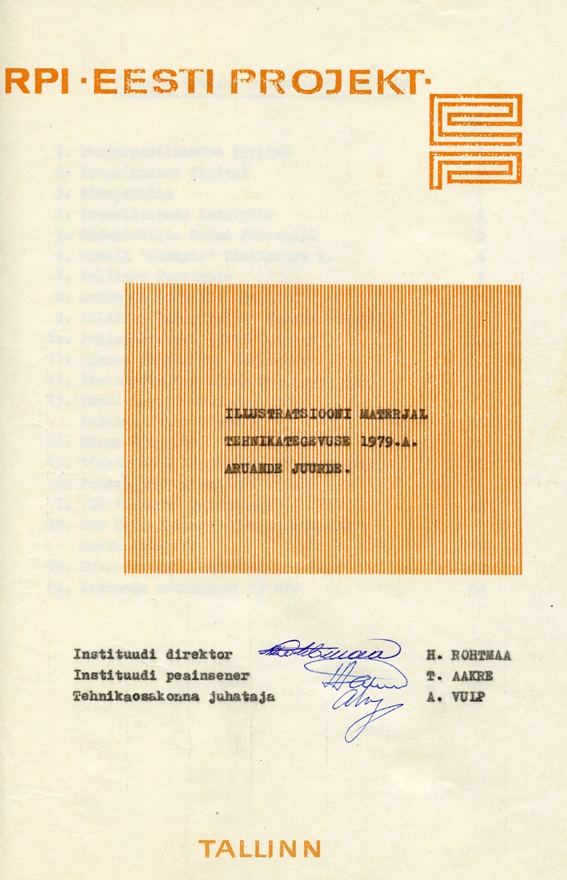 RPI ·EESTI PROJEKT·
ILLUSTRATSIOONI MATERJAL
TEHNIKATEGEVUSE 1979.A.
ARUANDE JUURDE.
Instituudi direktor H. ROHTMAA
Instituudi peainsener T. AAKRE
Tehnikaosakonna juhataja A. VULP
TALLINN